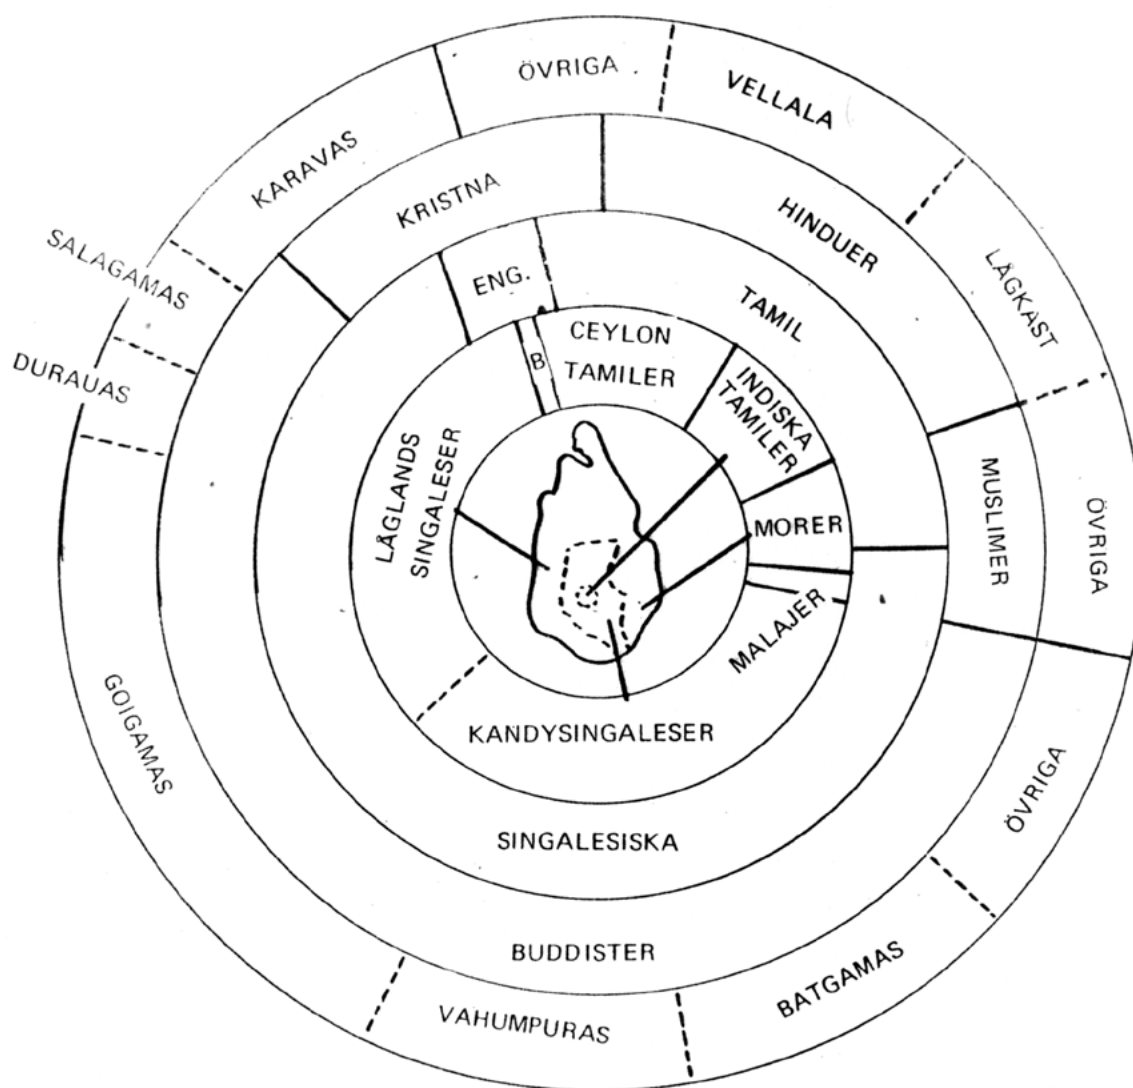 ÖVRIGA
VELLALA
LÅGKAST
ÖVRIGA
ÖVRIGA
BATGAMAS
VAHUMPURAS
GOIGAMAS
DURAUAS
SALAGAMAS
KARAVAS
KRISTNA
HINDUER
MUSLIMER
BUDDISTER
ENG.
TAMIL
SINGALESISKA
B
CEYLON
TAMILER
INDISKA
TAMILER
MORER
MALAJER
KANDYSINGALESER
LÅGLANDS
SINGALESER